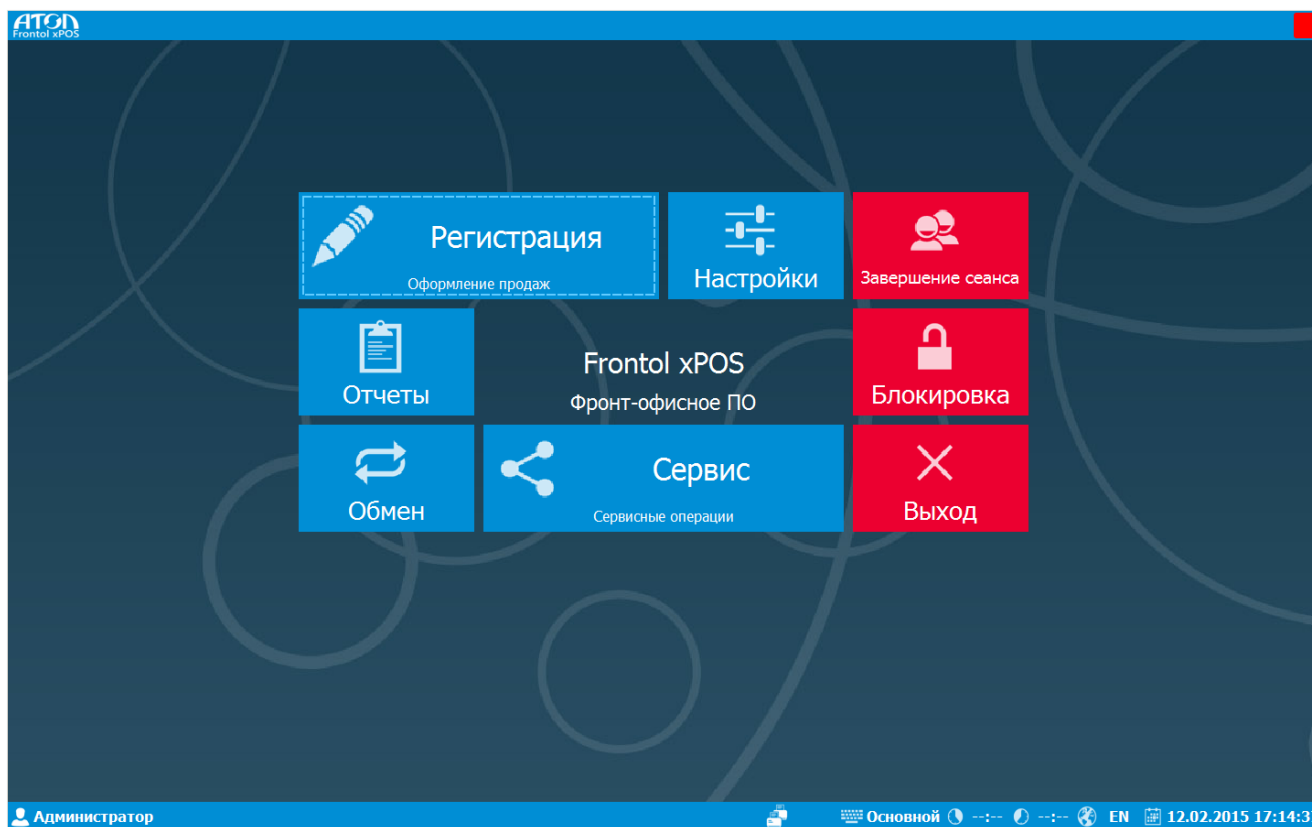 ATOL
Frontol xPOS
Регистрация
Оформление продаж
Настройки
Завершение сеанса
Отчеты
Frontol xPOS
Фронт-офисное ПО
Блокировка
Обмен
Сервис
Сервисные операции
Выход
Администратор
Основной --:-- --:-- EN 12.02.2015 17:14:3